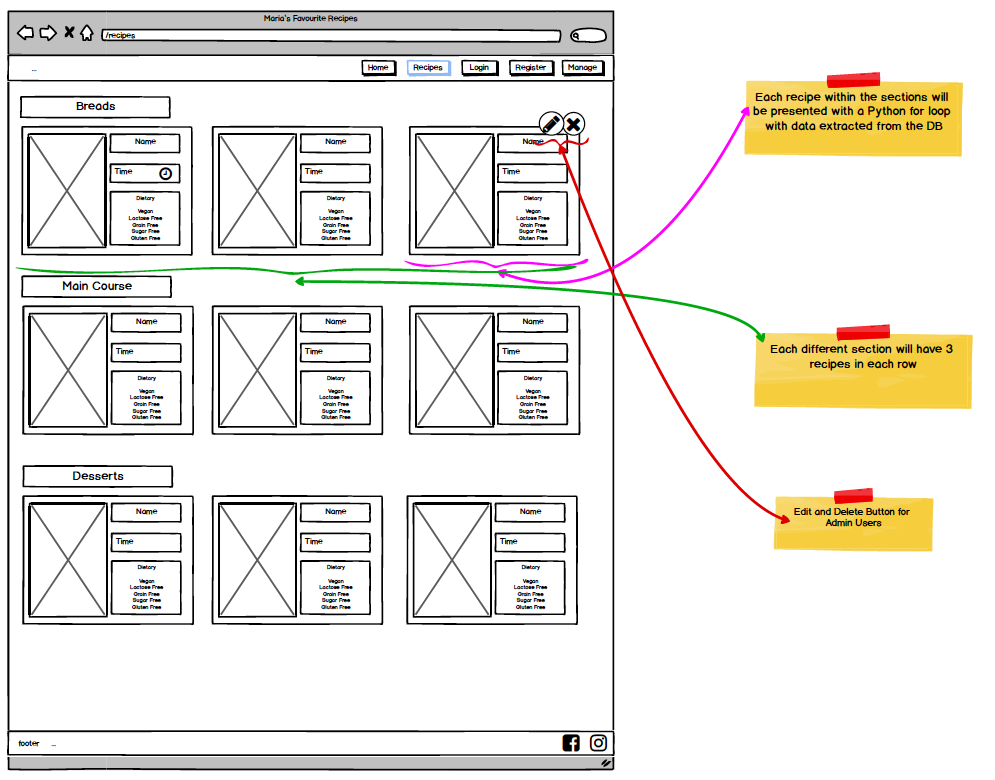 Maria's Favourite Recipes
/recipes
...
Home Recipes Login Register Manage
Breads
Name
Time
Dietary
Vegan
Lactose Free
Grain Free
Sugar Free
Gluten Free
Name
Time
Dietary
Vegan
Lactose Free
Grain Free
Sugar Free
Gluten Free
Name
Time
Dietary
Vegan
Lactose Free
Grain Free
Sugar Free
Gluten Free
Main Course
Name
Time
Dietary
Vegan
Lactose Free
Grain Free
Sugar Free
Gluten Free
Name
Time
Dietary
Vegan
Lactose Free
Grain Free
Sugar Free
Gluten Free
Name
Time
Dietary
Vegan
Lactose Free
Grain Free
Sugar Free
Gluten Free
Desserts
Name
Time
Dietary
Vegan
Lactose Free
Grain Free
Sugar Free
Gluten Free
Name
Time
Dietary
Vegan
Lactose Free
Grain Free
Sugar Free
Gluten Free
Name
Time
Dietary
Vegan
Lactose Free
Grain Free
Sugar Free
Gluten Free
footer ...
Each recipe within the sections will
be presented with a Python for loop
with data extracted from the DB
Each different section will have 3
recipes in each row
Edit and Delete Button for
Admin Users